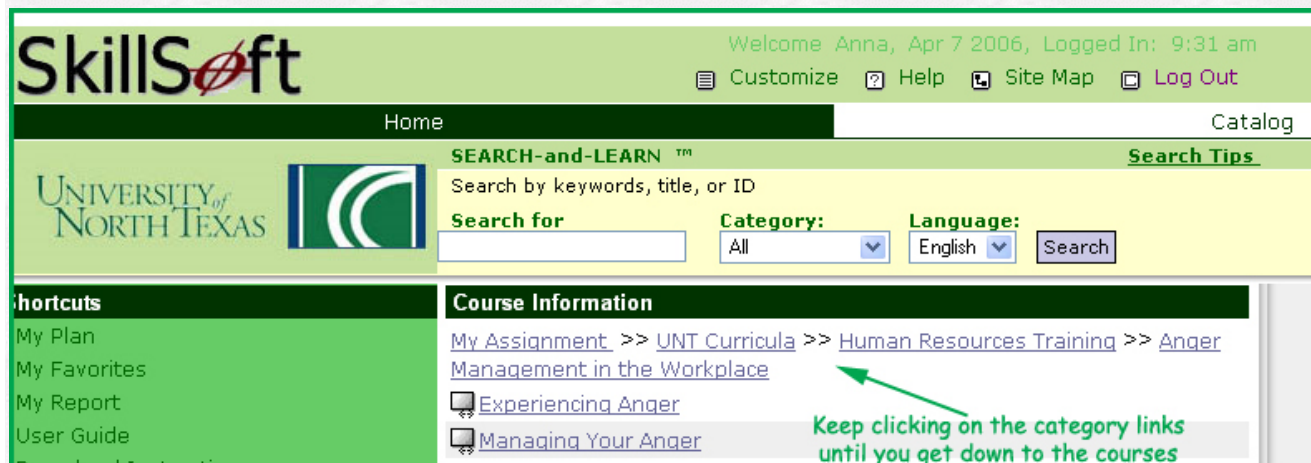 SkillSoft
Welcome Anna, Apr 7 2006, Logged In: 9:31 am
Customize Help Site Map Log Out
Home Catalog
UNIVERSITY of
NORTH TEXAS
SEARCH-and-LEARN ™ Search Tips
Search by keywords, title, or ID
Search for Category: Language:
All English Search
Shortcuts
My Plan
My Favorites
My Report
User Guide
Course Information
My Assignment >> UNT Curricula >> Human Resources Training >> Anger
Management in the Workplace
Experiencing Anger
Managing Your Anger
Keep clicking on the category links
until you get down to the courses